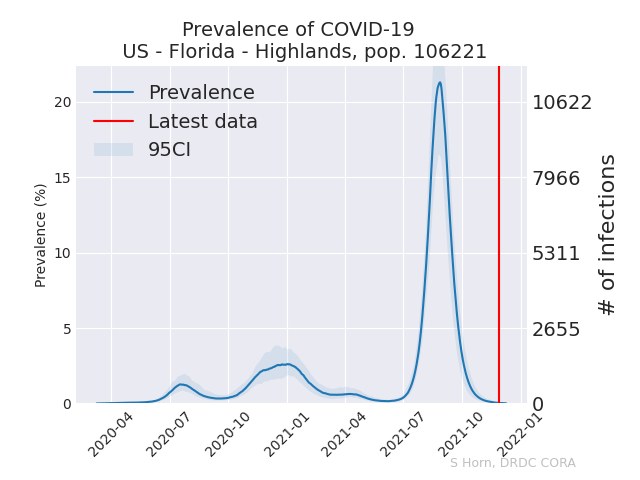 Prevalence of COVID-19
US - Florida - Highlands, pop. 106221
Prevalence
Latest data
95CI
Prevalence (%)
20
15
10
5
0
10622
7966
5311
2655
0
# of infections
2020-04
2020-07
2020-10
2021-01
2021-04
2021-07
2021-10
2022-01
S Horn, DRDC CORA